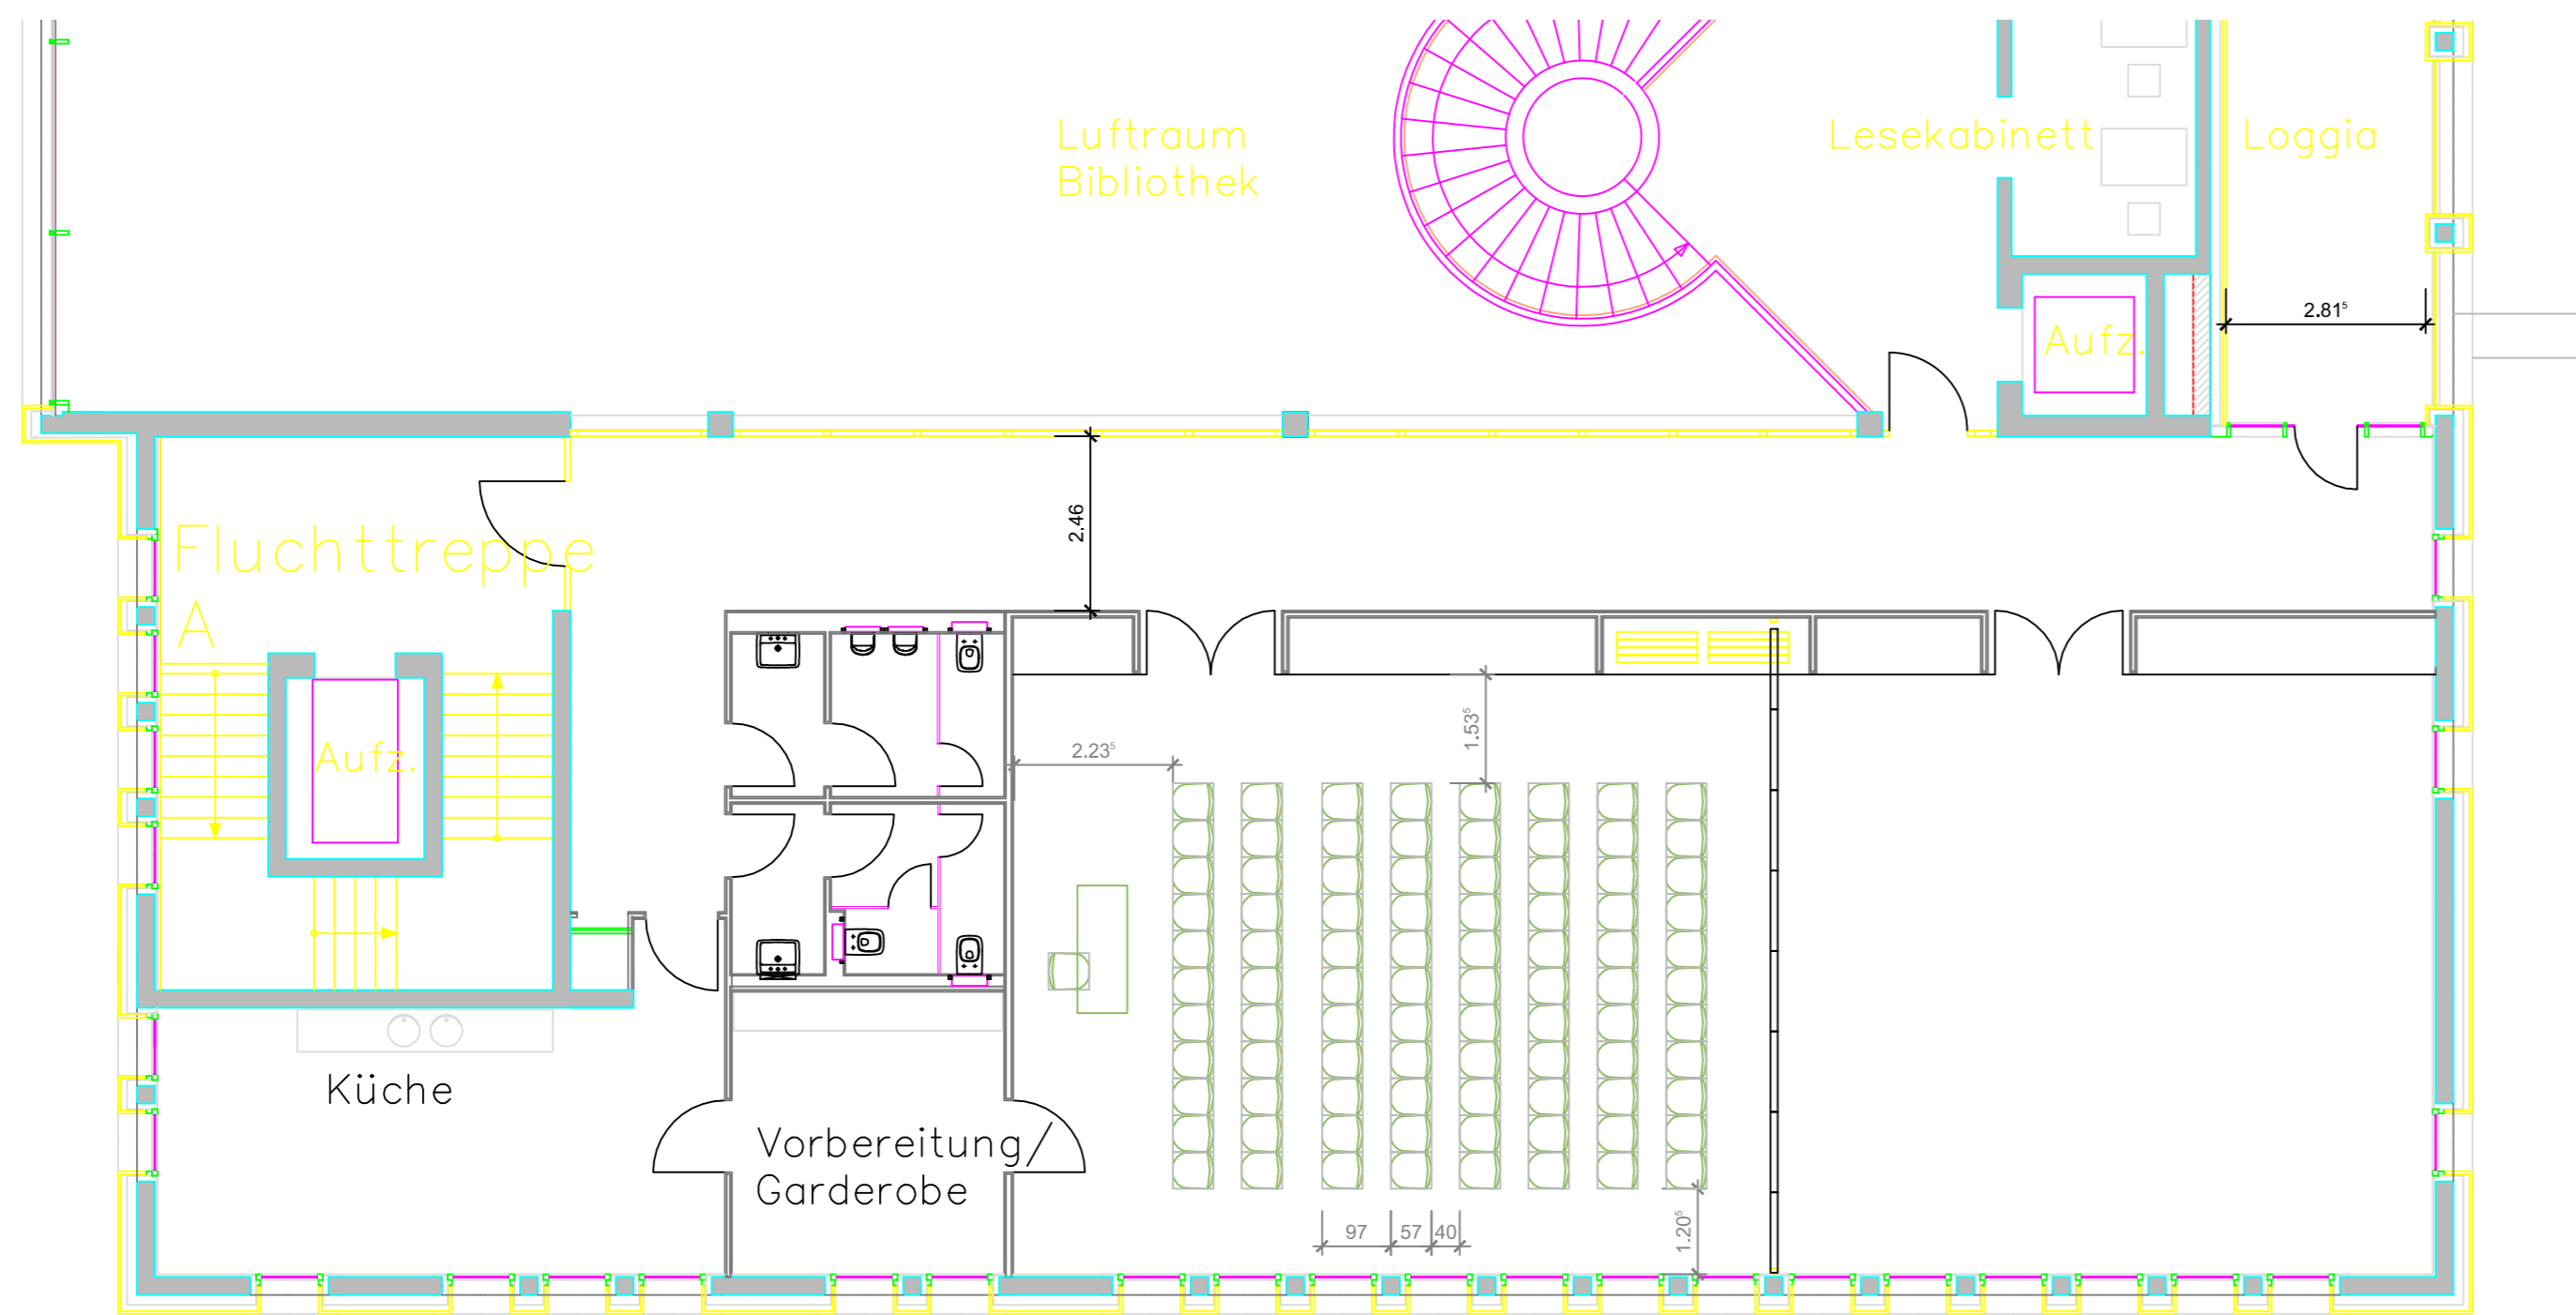 Luftraum
Bibliothek
Lesekabinett
Loggia
2.81⁵
Aufz.
2.46
Fluchttreppe
A
Aufz.
2.23⁵
1.53⁵
Küche
Vorbereitung/
Garderobe
97
57
40
1.20⁵